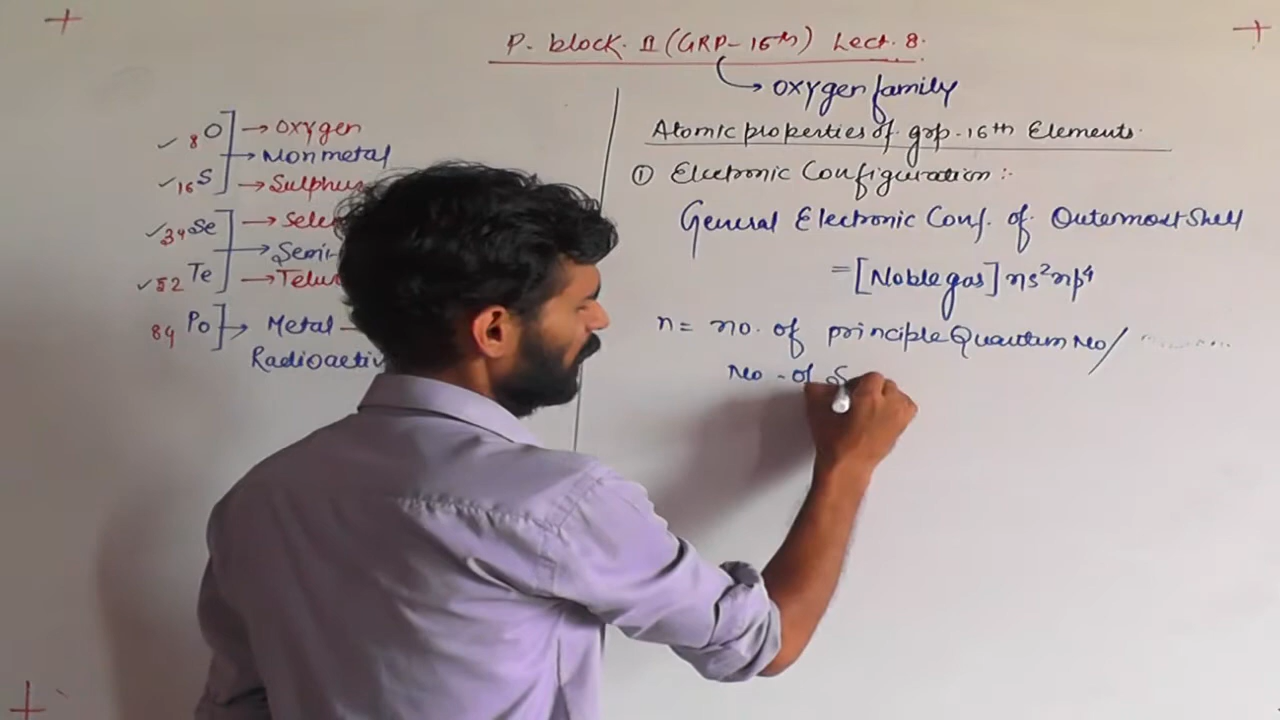 P. block. II (GRP-16th) Lect. 8.
oxygen family
8O → oxygen
→ Nonmetal
16S → Sulphu
34Se → Sele
→ Semi-
52Te → Telu
84Po → Metal
Radioactiv
Atomic properties of grp-16th Elements.
① Electronic Configuration :-
General Electronic Conf. of Outermost Shell
= [Noble gas] ns²np⁴
n = no. of principle Quantum No/
No. of S